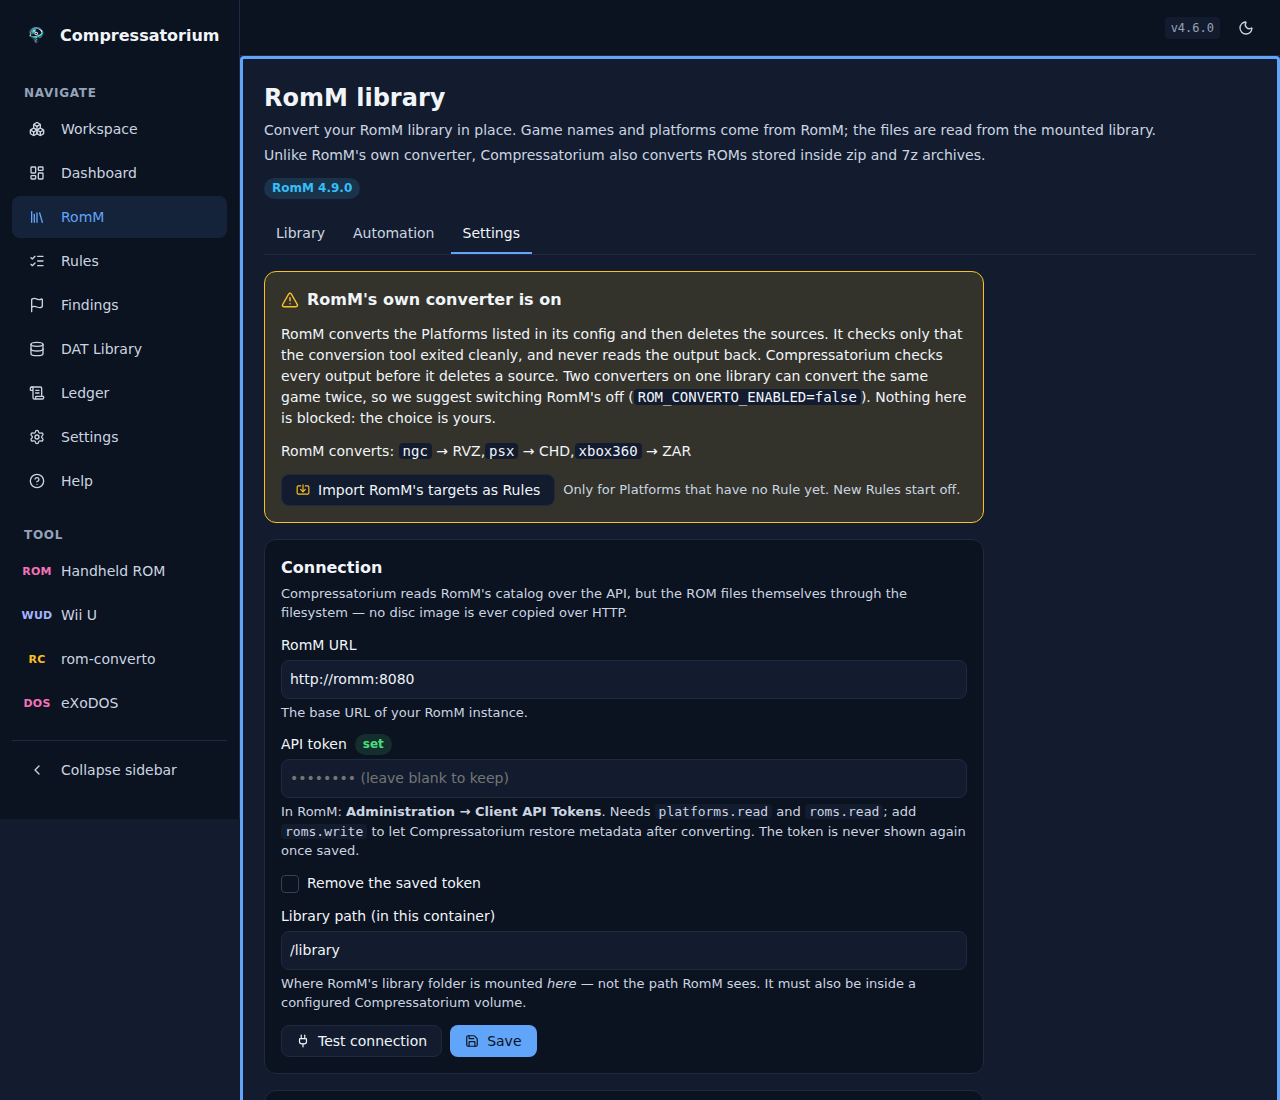 Compressatorium
v4.6.0
NAVIGATE
Workspace
Dashboard
RomM
Rules
Findings
DAT Library
Ledger
Settings
Help
TOOL
ROM Handheld ROM
WUD Wii U
RC rom-converto
DOS eXoDOS
Collapse sidebar
RomM library
Convert your RomM library in place. Game names and platforms come from RomM; the files are read from the mounted library.
Unlike RomM's own converter, Compressatorium also converts ROMs stored inside zip and 7z archives.
RomM 4.9.0
Library Automation Settings
RomM's own converter is on
RomM converts the Platforms listed in its config and then deletes the sources. It checks only that
the conversion tool exited cleanly, and never reads the output back. Compressatorium checks
every output before it deletes a source. Two converters on one library can convert the same
game twice, so we suggest switching RomM's off (ROM_CONVERTO_ENABLED=false). Nothing here
is blocked: the choice is yours.
RomM converts: ngc → RVZ, psx → CHD, xbox360 → ZAR
Import RomM's targets as Rules Only for Platforms that have no Rule yet. New Rules start off.
Connection
Compressatorium reads RomM's catalog over the API, but the ROM files themselves through the
filesystem — no disc image is ever copied over HTTP.
RomM URL
http://romm:8080
The base URL of your RomM instance.
API token set
•••••••• (leave blank to keep)
In RomM: Administration → Client API Tokens. Needs platforms.read and roms.read; add
roms.write to let Compressatorium restore metadata after converting. The token is never shown again
once saved.
Remove the saved token
Library path (in this container)
/library
Where RomM's library folder is mounted here — not the path RomM sees. It must also be inside a
configured Compressatorium volume.
Test connection Save